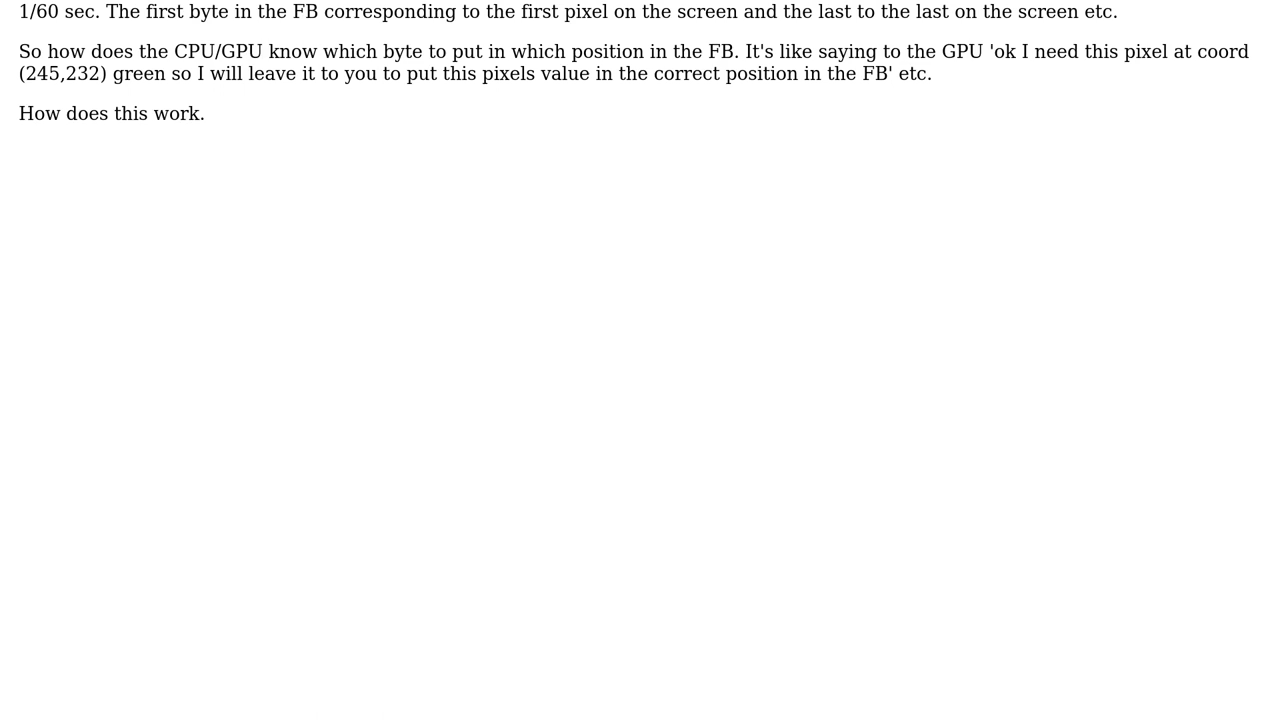 1/60 sec. The first byte in the FB corresponding to the first pixel on the screen and the last to the last on the screen etc.
So how does the CPU/GPU know which byte to put in which position in the FB. It's like saying to the GPU 'ok I need this pixel at coord
(245,232) green so I will leave it to you to put this pixels value in the correct position in the FB' etc.
How does this work.